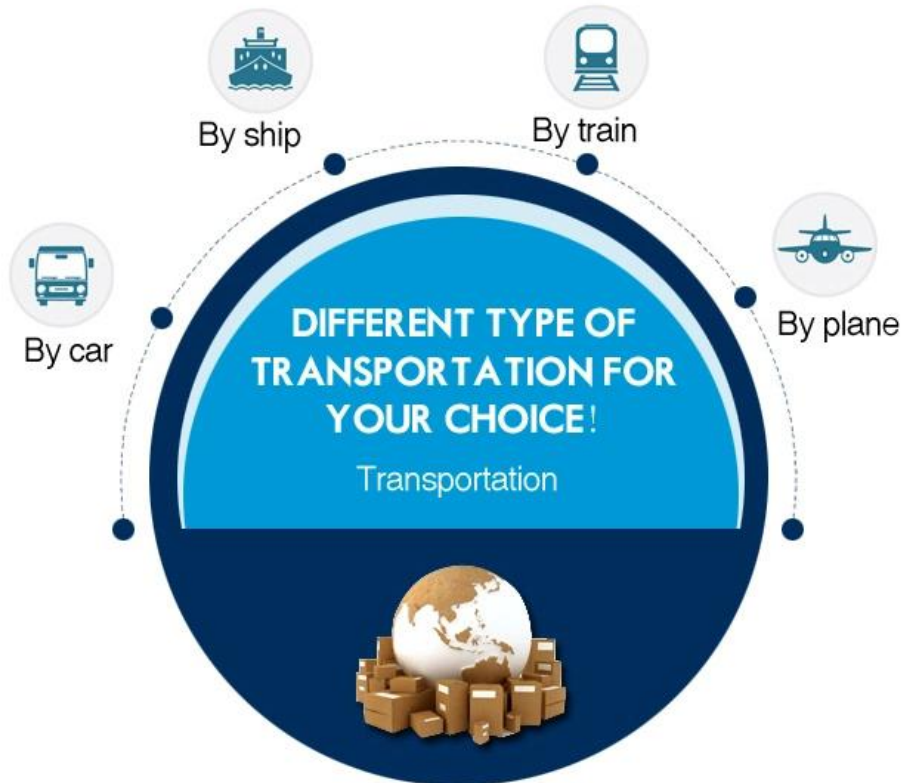 By ship
By train
By car
By plane
DIFFERENT TYPE OF
TRANSPORTATION FOR
YOUR CHOICE!
Transportation